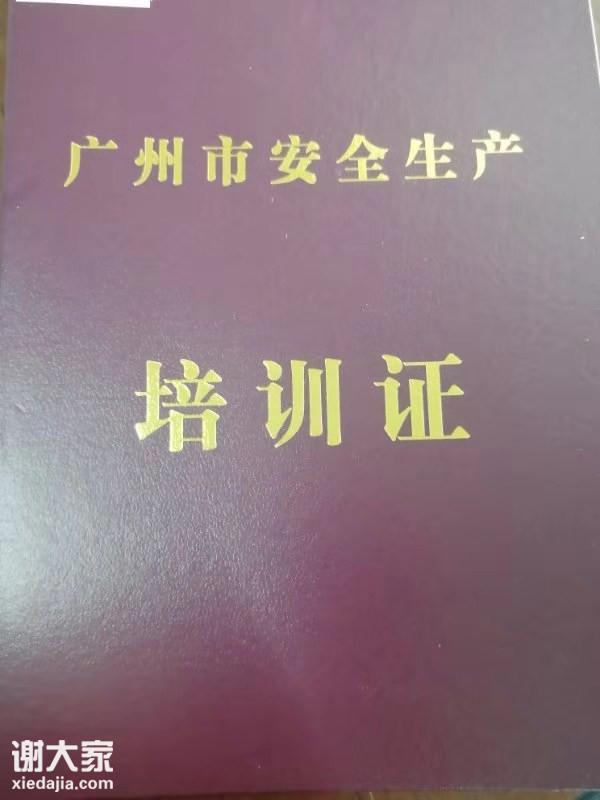 广州市安全生产
培训证
谢大家
xiedajia.com